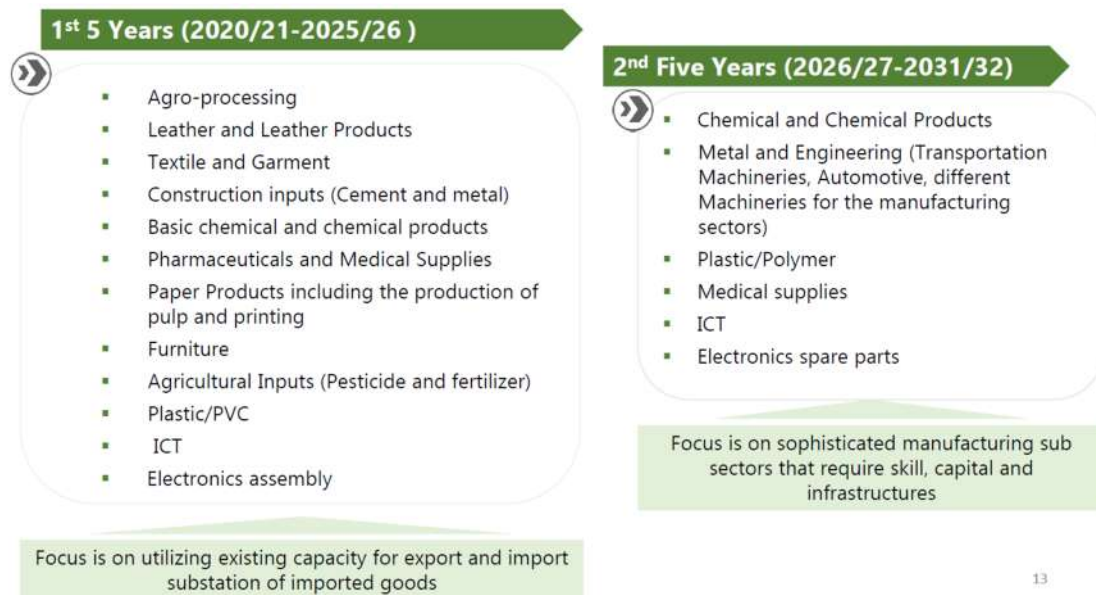 1st 5 Years (2020/21-2025/26 )
Agro-processing
Leather and Leather Products
Textile and Garment
Construction inputs (Cement and metal)
Basic chemical and chemical products
Pharmaceuticals and Medical Supplies
Paper Products including the production of
pulp and printing
Furniture
Agricultural Inputs (Pesticide and fertilizer)
Plastic/PVC
ICT
Electronics assembly
Focus is on utilizing existing capacity for export and import
substation of imported goods
2nd Five Years (2026/27-2031/32)
Chemical and Chemical Products
Metal and Engineering (Transportation
Machineries, Automotive, different
Machineries for the manufacturing
sectors)
Plastic/Polymer
Medical supplies
ICT
Electronics spare parts
Focus is on sophisticated manufacturing sub
sectors that require skill, capital and
infrastructures
13